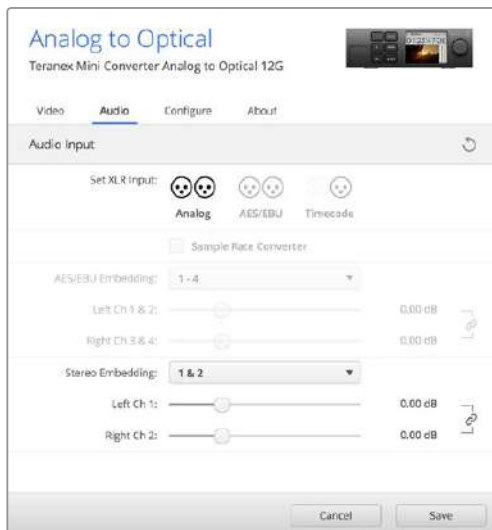 Analog to Optical
Teranex Mini Converter Analog to Optical 12G
Video Audio Configure About
Audio Input
Set XLR Input:
Analog AES/EBU Timecode
Sample Rate Converter
AES/EBU Embedding: 1 - 4
Left Ch 1 & 2: 0.00 dB
Right Ch 3 & 4: 0.00 dB
Stereo Embedding: 1 & 2
Left Ch 1: 0.00 dB
Right Ch 2: 0.00 dB
Cancel Save